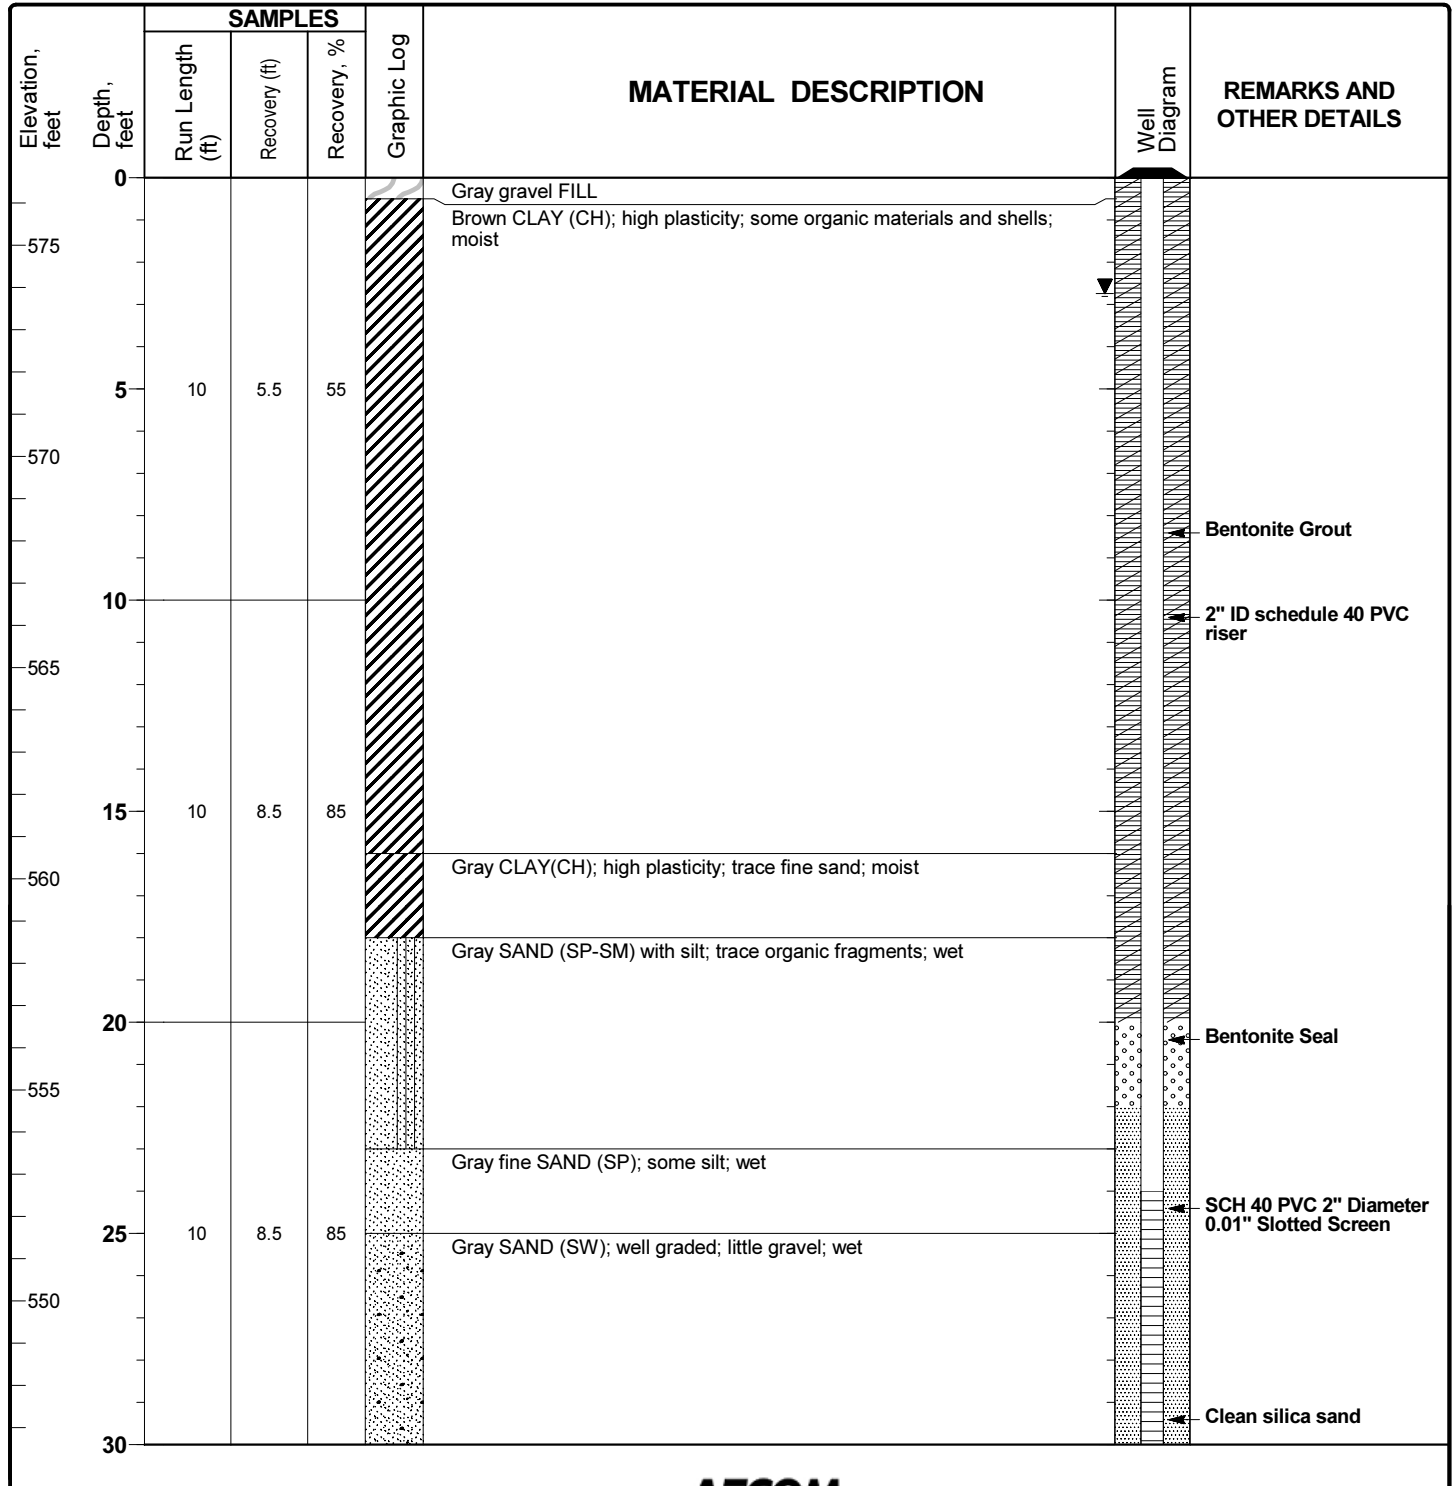 SAMPLES
Elevation,
feet
Depth,
feet
Run Length
(ft)
Recovery (ft)
Recovery, %
Graphic Log
MATERIAL DESCRIPTION
Well
Diagram
REMARKS AND
OTHER DETAILS
0
Gray gravel FILL
Brown CLAY (CH); high plasticity; some organic materials and shells;
moist
575
5
10 5.5 55
570
Bentonite Grout
10
2" ID schedule 40 PVC
riser
565
15
10 8.5 85
Gray CLAY(CH); high plasticity; trace fine sand; moist
560
Gray SAND (SP-SM) with silt; trace organic fragments; wet
20
Bentonite Seal
555
Gray fine SAND (SP); some silt; wet
SCH 40 PVC 2" Diameter
0.01" Slotted Screen
25
10 8.5 85
Gray SAND (SW); well graded; little gravel; wet
550
Clean silica sand
30
AECOM